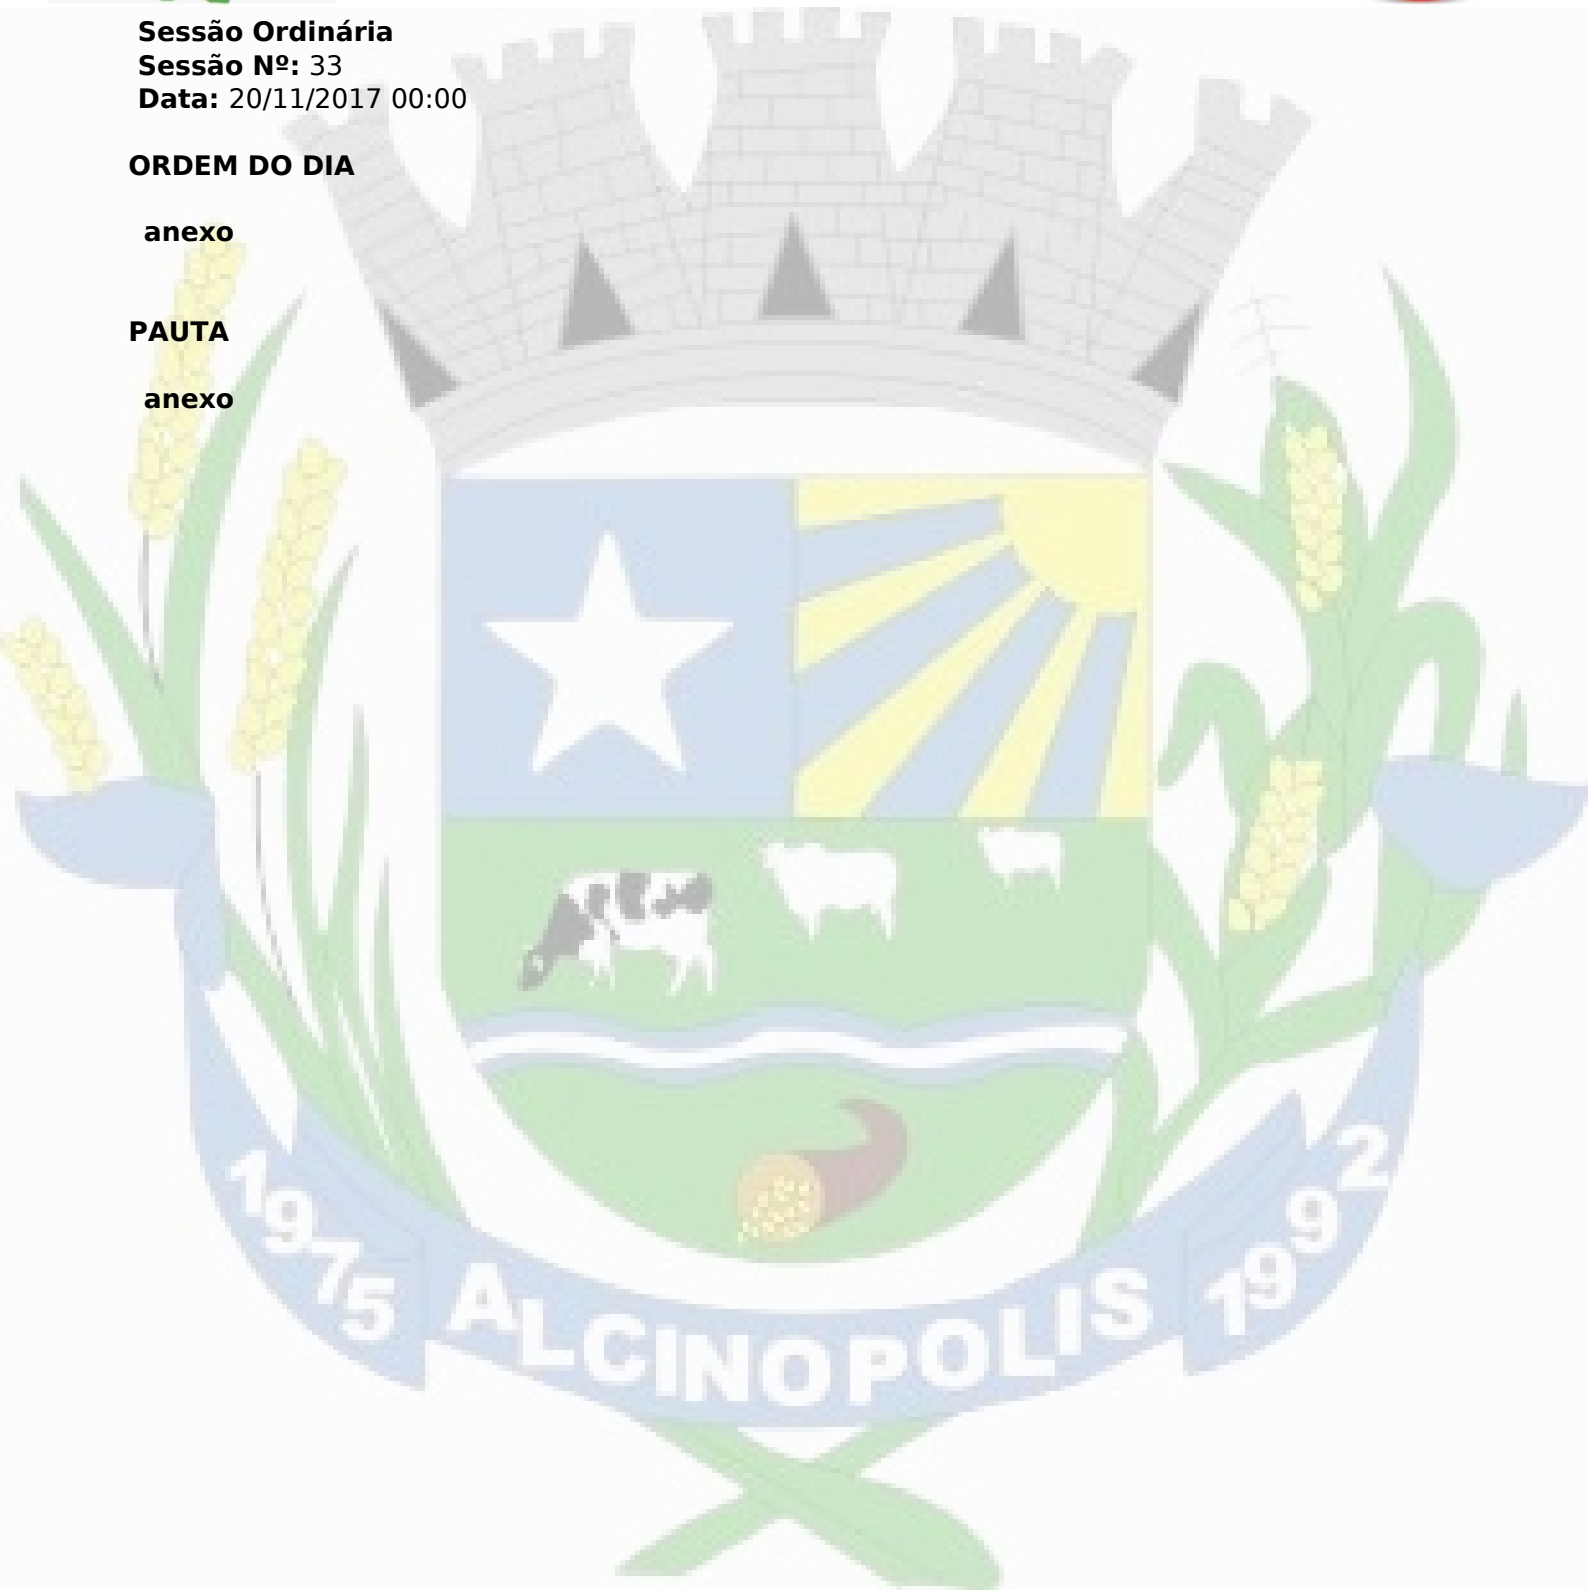 Sessão Ordinária
Sessão Nº: 33
Data: 20/11/2017 00:00
ORDEM DO DIA
anexo
PAUTA
anexo
1975 ALCINOPOLIS 1992